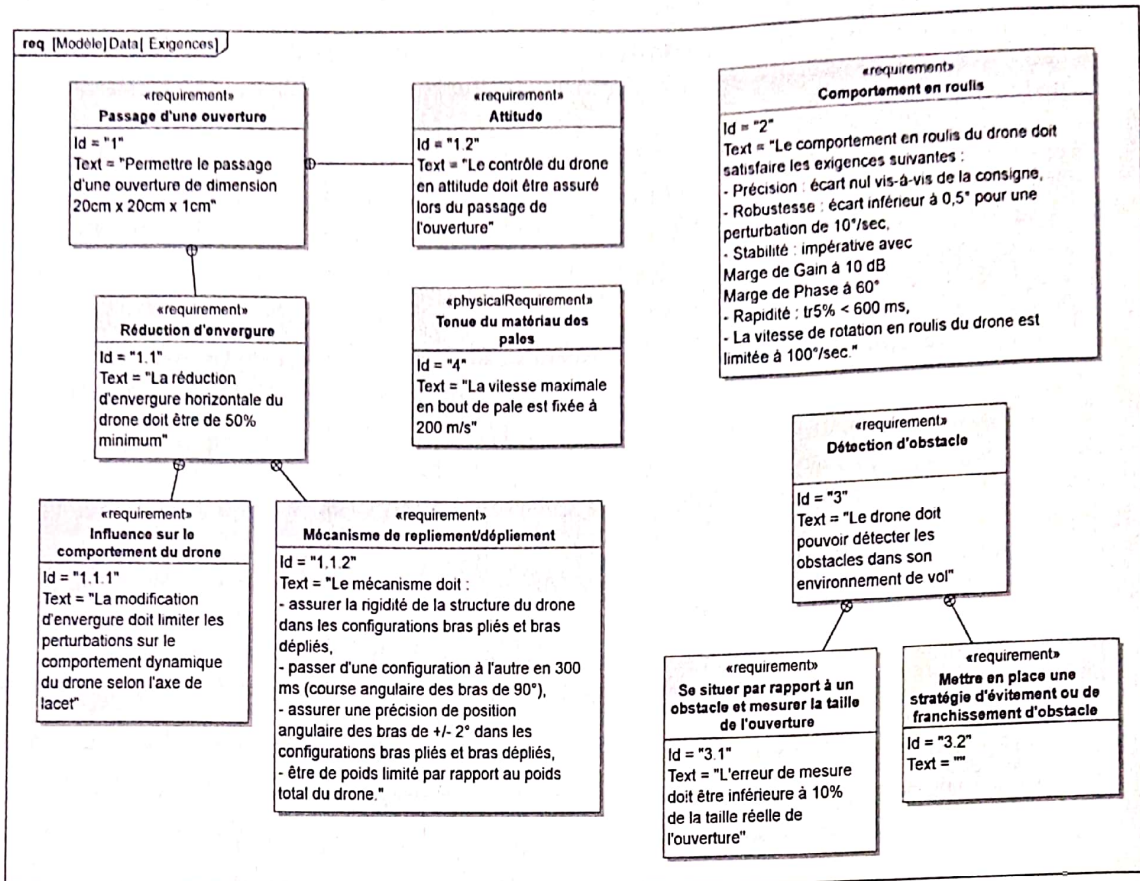 req [Modèle]Data[ Exigences]
«requirement»
Passage d'une ouverture
Id = "1"
Text = "Permettre le passage
d'une ouverture de dimension
20cm x 20cm x 1cm"
«requirement»
Attitude
Id = "1.2"
Text = "Le contrôle du drone
en attitude doit être assuré
lors du passage de
l'ouverture"
«requirement»
Comportement en roulis
Id = "2"
Text = "Le comportement en roulis du drone doit
satisfaire les exigences suivantes :
- Précision : écart nul vis-à-vis de la consigne,
- Robustesse : écart inférieur à 0,5° pour une
perturbation de 10°/sec,
- Stabilité : impérative avec
Marge de Gain à 10 dB
Marge de Phase à 60°
- Rapidité : tr5% < 600 ms,
- La vitesse de rotation en roulis du drone est
limitée à 100°/sec."
«requirement»
Réduction d'envergure
Id = "1.1"
Text = "La réduction
d'envergure horizontale du
drone doit être de 50%
minimum"
«physicalRequirement»
Tenue du matériau des
pales
Id = "4"
Text = "La vitesse maximale
en bout de pale est fixée à
200 m/s"
«requirement»
Détection d'obstacle
Id = "3"
Text = "Le drone doit
pouvoir détecter les
obstacles dans son
environnement de vol"
«requirement»
Influence sur le
comportement du drone
Id = "1.1.1"
Text = "La modification
d'envergure doit limiter les
perturbations sur le
comportement dynamique
du drone selon l'axe de
lacet"
«requirement»
Mécanisme de repliement/dépliement
Id = "1.1.2"
Text = "Le mécanisme doit :
- assurer la rigidité de la structure du drone
dans les configurations bras pliés et bras
dépliés,
- passer d'une configuration à l'autre en 300
ms (course angulaire des bras de 90°),
- assurer une précision de position
angulaire des bras de +/- 2° dans les
configurations bras pliés et bras dépliés,
- être de poids limité par rapport au poids
total du drone."
«requirement»
Se situer par rapport à un
obstacle et mesurer la taille
de l'ouverture
Id = "3.1"
Text = "L'erreur de mesure
doit être inférieure à 10%
de la taille réelle de
l'ouverture"
«requirement»
Mettre en place une
stratégie d'évitement ou de
franchissement d'obstacle
Id = "3.2"
Text = ""